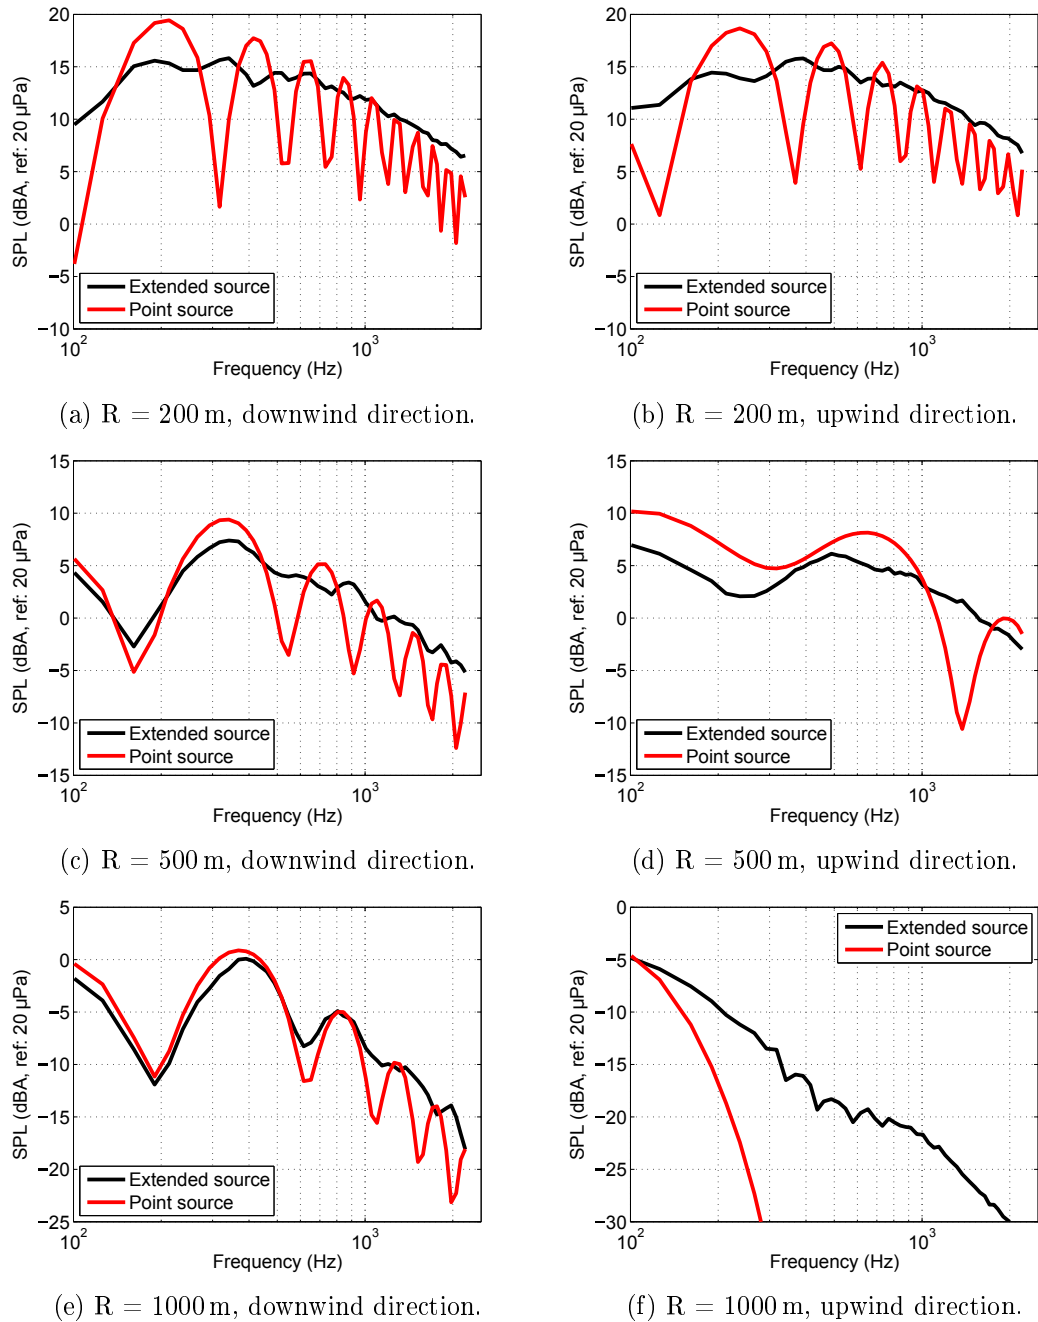 20
15
10
5
0
−5
−10
10^2
10^3
SPL (dBA, ref: 20 µPa)
Frequency (Hz)
Extended source
Point source
(a) R = 200 m, downwind direction.
20
15
10
5
0
−5
−10
10^2
10^3
SPL (dBA, ref: 20 µPa)
Frequency (Hz)
Extended source
Point source
(b) R = 200 m, upwind direction.
15
10
5
0
−5
−10
−15
10^2
10^3
SPL (dBA, ref: 20 µPa)
Frequency (Hz)
Extended source
Point source
(c) R = 500 m, downwind direction.
15
10
5
0
−5
−10
−15
10^2
10^3
SPL (dBA, ref: 20 µPa)
Frequency (Hz)
Extended source
Point source
(d) R = 500 m, upwind direction.
5
0
−5
−10
−15
−20
−25
10^2
10^3
SPL (dBA, ref: 20 µPa)
Frequency (Hz)
Extended source
Point source
(e) R = 1000 m, downwind direction.
0
−5
−10
−15
−20
−25
−30
10^2
10^3
SPL (dBA, ref: 20 µPa)
Frequency (Hz)
Extended source
Point source
(f) R = 1000 m, upwind direction.